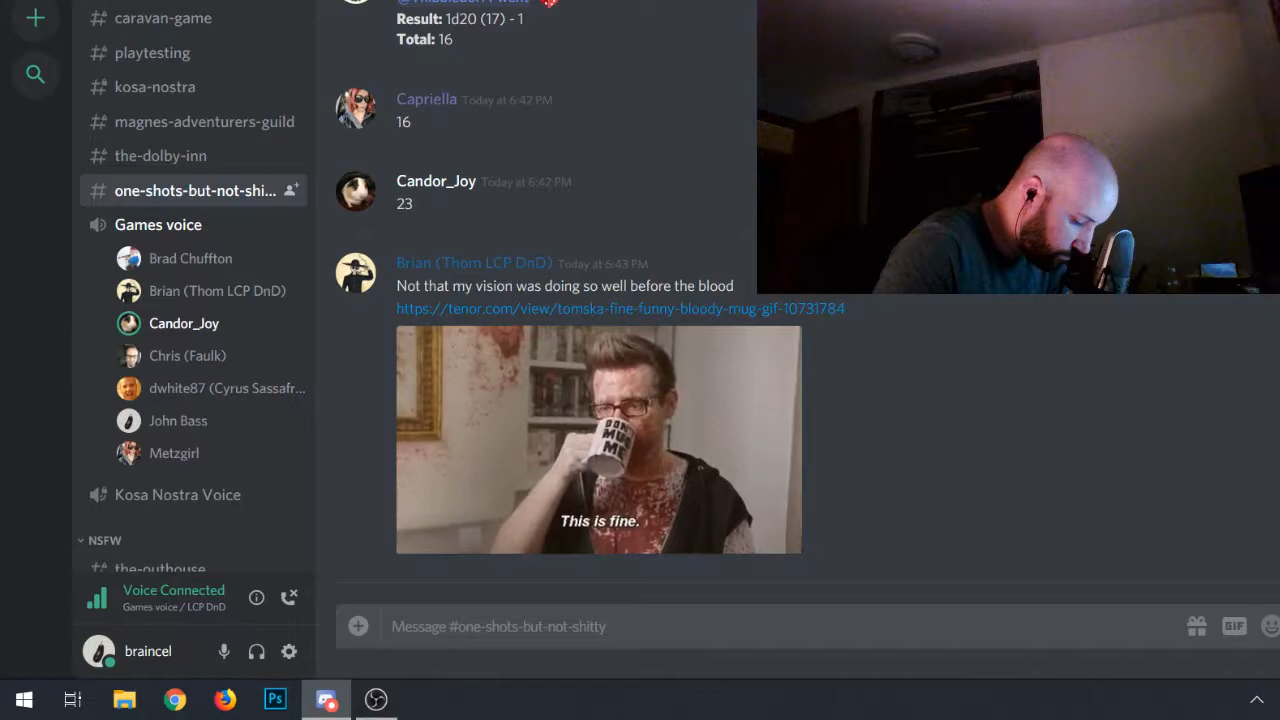 caravan-game
playtesting
kosa-nostra
magnes-adventurers-guild
the-dolby-inn
one-shots-but-not-shi...
Games voice
Brad Chuffton
Brian (Thom LCP DnD)
Candor_Joy
Chris (Faulk)
dwhite87 (Cyrus Sassafr...
John Bass
Metzgirl
Kosa Nostra Voice
NSFW
the-outhouse
Voice Connected
Games voice / LCP DnD
braincel
Result: 1d20 (17) - 1
Total: 16
Capriella Today at 6:42 PM
16
Candor_Joy Today at 6:42 PM
23
Brian (Thom LCP DnD) Today at 6:43 PM
Not that my vision was doing so well before the blood
https://tenor.com/view/tomska-fine-funny-bloody-mug-gif-10731784
DON'T
MUG
ME
This is fine.
Message #one-shots-but-not-shitty
GIF
Ps